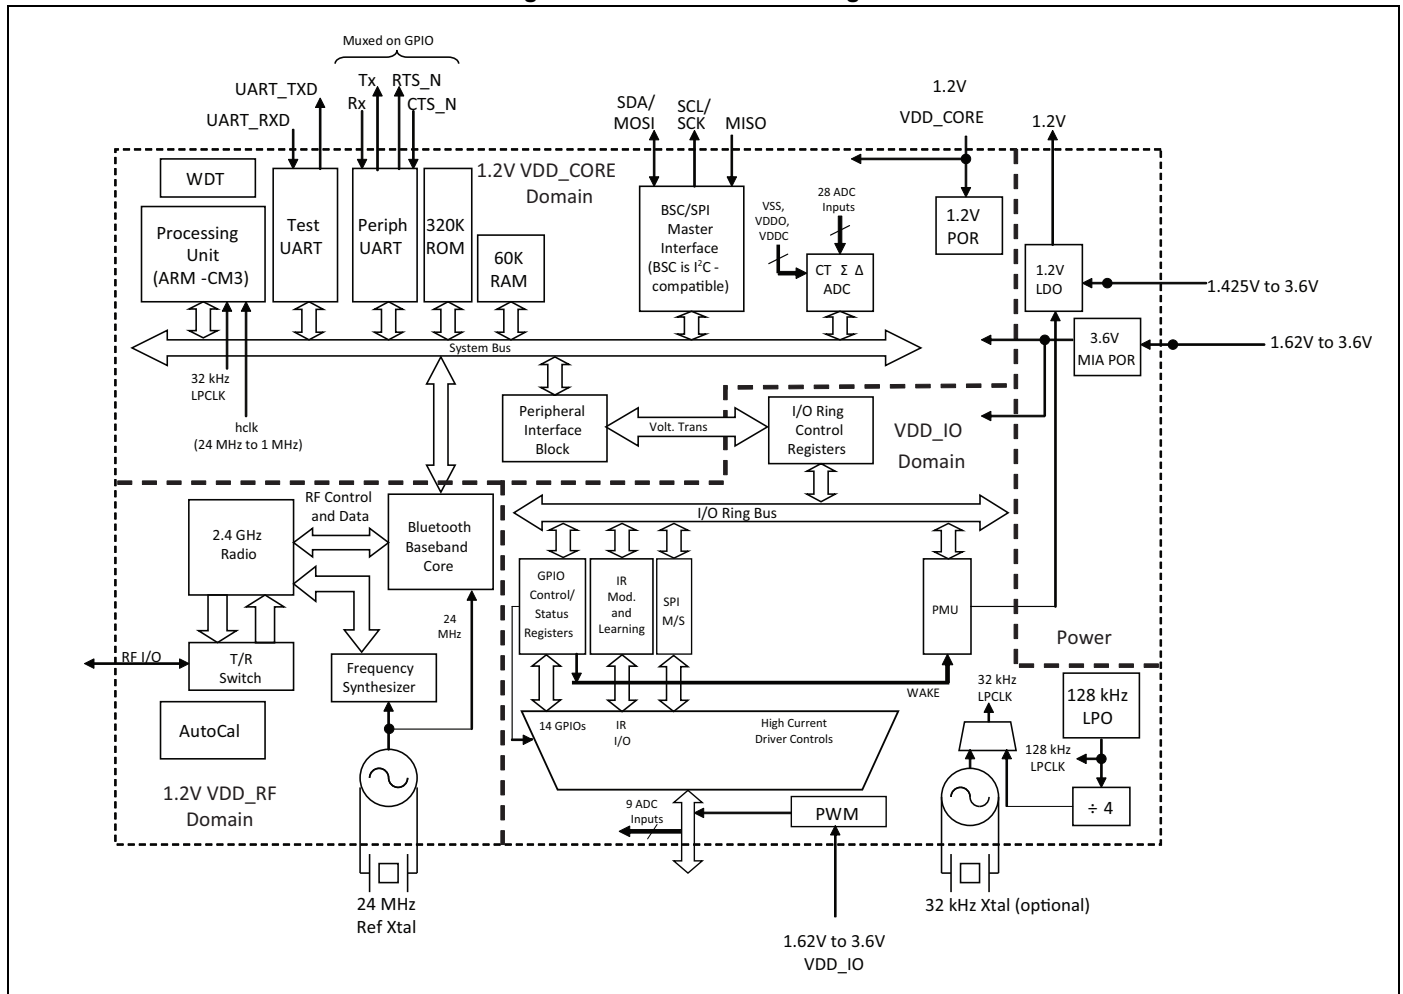 Muxed on GPIO
Tx
RTS_N
UART_TXD
Rx
CTS_N
UART_RXD
SDA/
MOSI
SCL/
SCK
MISO
1.2V
VDD_CORE
1.2V
1.2V VDD_CORE
Domain
WDT
Processing
Unit
(ARM -CM3)
Test
UART
Periph
UART
320K
ROM
60K
RAM
BSC/SPI
Master
Interface
(BSC is I²C -
compatible)
VSS,
VDDO,
VDDC
28 ADC
Inputs
CT Σ Δ
ADC
1.2V
POR
1.2V
LDO
1.425V to 3.6V
3.6V
MIA POR
1.62V to 3.6V
System Bus
32 kHz
LPCLK
hclk
(24 MHz to 1 MHz)
Peripheral
Interface
Block
Volt. Trans
I/O Ring
Control
Registers
VDD_IO
Domain
RF Control
and Data
2.4 GHz
Radio
Bluetooth
Baseband
Core
I/O Ring Bus
GPIO
Control/
Status
Registers
IR
Mod.
and
Learning
SPI
M/S
PMU
Power
24
MHz
RF I/O
T/R
Switch
Frequency
Synthesizer
WAKE
32 kHz
LPCLK
128 kHz
LPO
AutoCal
14 GPIOs
IR
I/O
High Current
Driver Controls
128 kHz
LPCLK
÷ 4
1.2V VDD_RF
Domain
9 ADC
Inputs
PWM
24 MHz
Ref Xtal
32 kHz Xtal (optional)
1.62V to 3.6V
VDD_IO